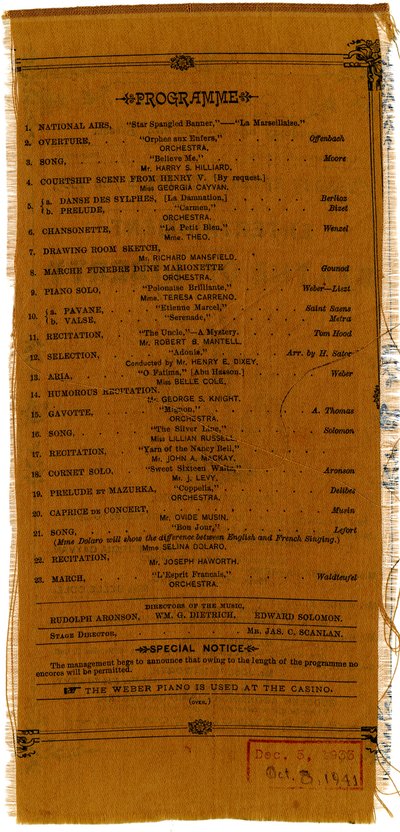 PROGRAMME
1. NATIONAL AIRS, "Star Spangled Banner,"—"La Marseillaise."
2. OVERTURE, "Orphee aux Enfers," Offenbach
ORCHESTRA.
3. SONG, "Believe Me," Moore
Mr. HARRY S. HILLIARD,
4. COURTSHIP SCENE FROM HENRY V. [By request.]
Miss GEORGIA CAYVAN.
5. { a. DANSE DES SYLPHES, [La Damnation,] Berlioz
{ b. PRELUDE, "Carmen," Bizet
ORCHESTRA.
6. CHANSONETTE, "Le Petit Bleu," Wenzel
Mme. THEO.
7. DRAWING ROOM SKETCH,
Mr. RICHARD MANSFIELD.
8. MARCHE FUNEBRE DUNE MARIONETTE Gounod
ORCHESTRA.
9. PIANO SOLO, "Polonaise Brilliante," Weber—Liszt
Mme. TERESA CARRENO.
10. { a. PAVANE, "Etienne Marcel," Saint Saens
{ b. VALSE, "Serenade," Metra
11. RECITATION, "The Uncle,"—A Mystery, Tom Hood
Mr. ROBERT B. MANTELL.
12. SELECTION, "Adonis," Arr. by H. Sator
Conducted by Mr. HENRY E. DIXEY.
13. ARIA, "O Fatima," [Abu Hasson.] Weber
Miss BELLE COLE,
14. HUMOROUS RECITATION,
Mr. GEORGE S. KNIGHT.
15. GAVOTTE, "Mignon," A. Thomas
ORCHESTRA.
16. SONG, "The Silver Line," Solomon
Miss LILLIAN RUSSELL.
17. RECITATION, "Yarn of the Nancy Bell,"
Mr. JOHN A. MACKAY,
18. CORNET SOLO, "Sweet Sixteen Waltz," Aronson
Mr. J. LEVY,
19. PRELUDE ET MAZURKA, "Coppelia," Delibes
ORCHESTRA.
20. CAPRICE DE CONCERT, Musin
Mr. OVIDE MUSIN.
21. SONG, "Bon Jour," Lefort
(Mme Dolaro will show the difference between English and French Singing.)
Mme SELINA DOLARO,
22. RECITATION,
Mr. JOSEPH HAWORTH.
23. MARCH, "L'Esprit Francais," Waldteufel
ORCHESTRA.
DIRECTORS OF THE MUSIC,
RUDOLPH ARONSON, WM. G. DIETRICH, EDWARD SOLOMON.
STAGE DIRECTOR, MR. JAS. C. SCANLAN.
SPECIAL NOTICE
The management begs to announce that owing to the length of the programme no
encores will be permitted.
☞ THE WEBER PIANO IS USED AT THE CASINO.
(OVER.)
Dec. 3, 1935
Oct. 3, 1941